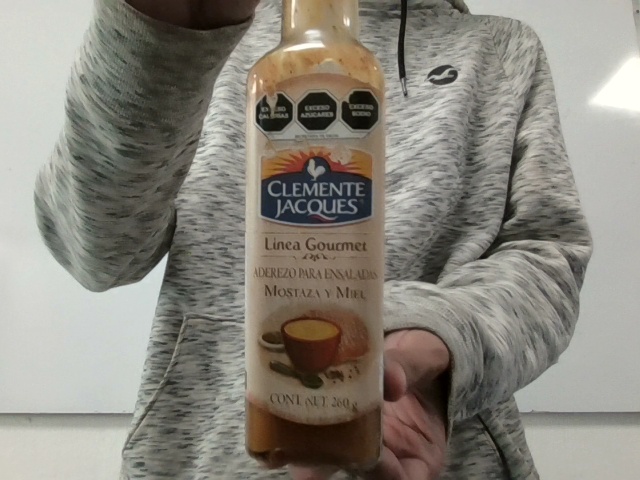 EXCESO
CALORÍAS
EXCESO
AZÚCARES
EXCESO
SODIO
CLEMENTE
JACQUES
Línea Gourmet
ADEREZO PARA ENSALADAS
MOSTAZA Y MIEL
CONT. NET. 260 g